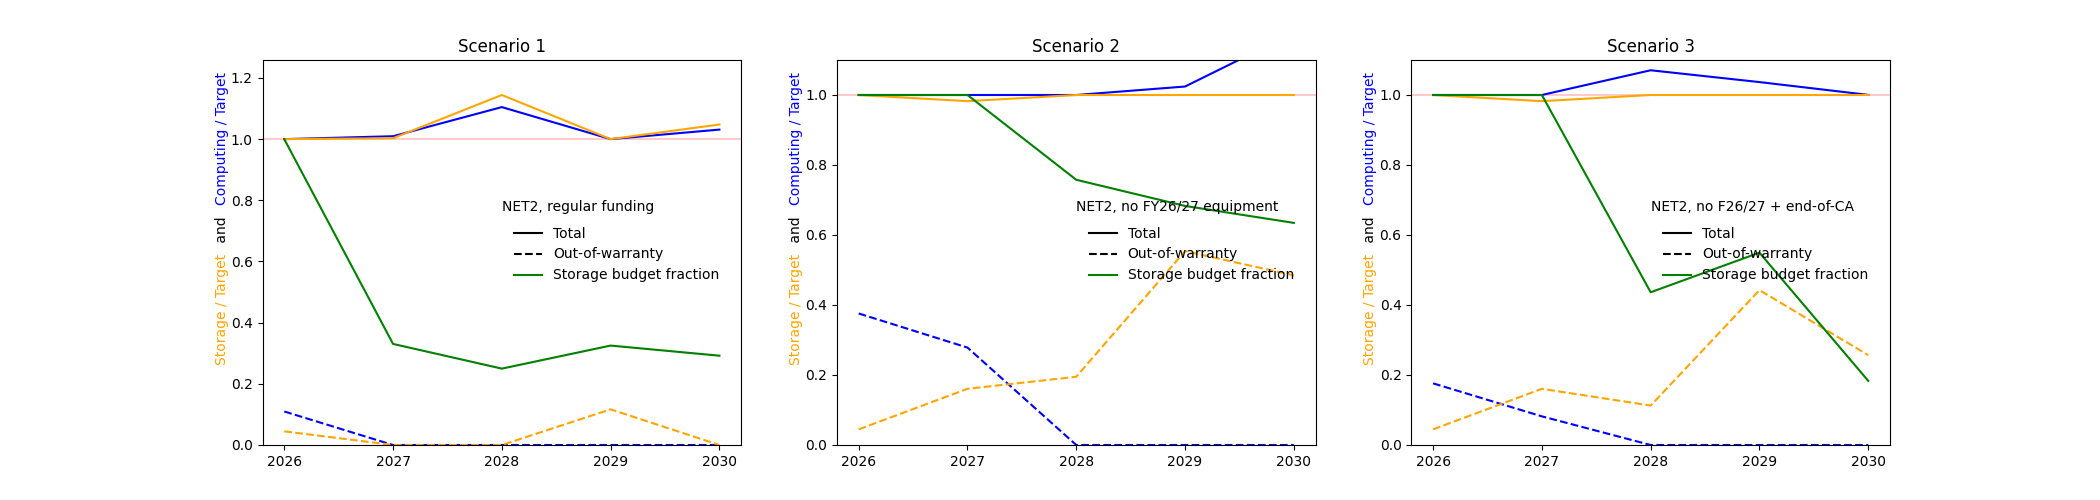 Scenario 1
Storage / Target and Computing / Target
1.2
1.0
0.8
0.6
0.4
0.2
0.0
NET2, regular funding
Total
Out-of-warranty
Storage budget fraction
2026 2027 2028 2029 2030
Scenario 2
Storage / Target and Computing / Target
1.0
0.8
0.6
0.4
0.2
0.0
NET2, no FY26/27 equipment
Total
Out-of-warranty
Storage budget fraction
2026 2027 2028 2029 2030
Scenario 3
Storage / Target and Computing / Target
1.0
0.8
0.6
0.4
0.2
0.0
NET2, no F26/27 + end-of-CA
Total
Out-of-warranty
Storage budget fraction
2026 2027 2028 2029 2030